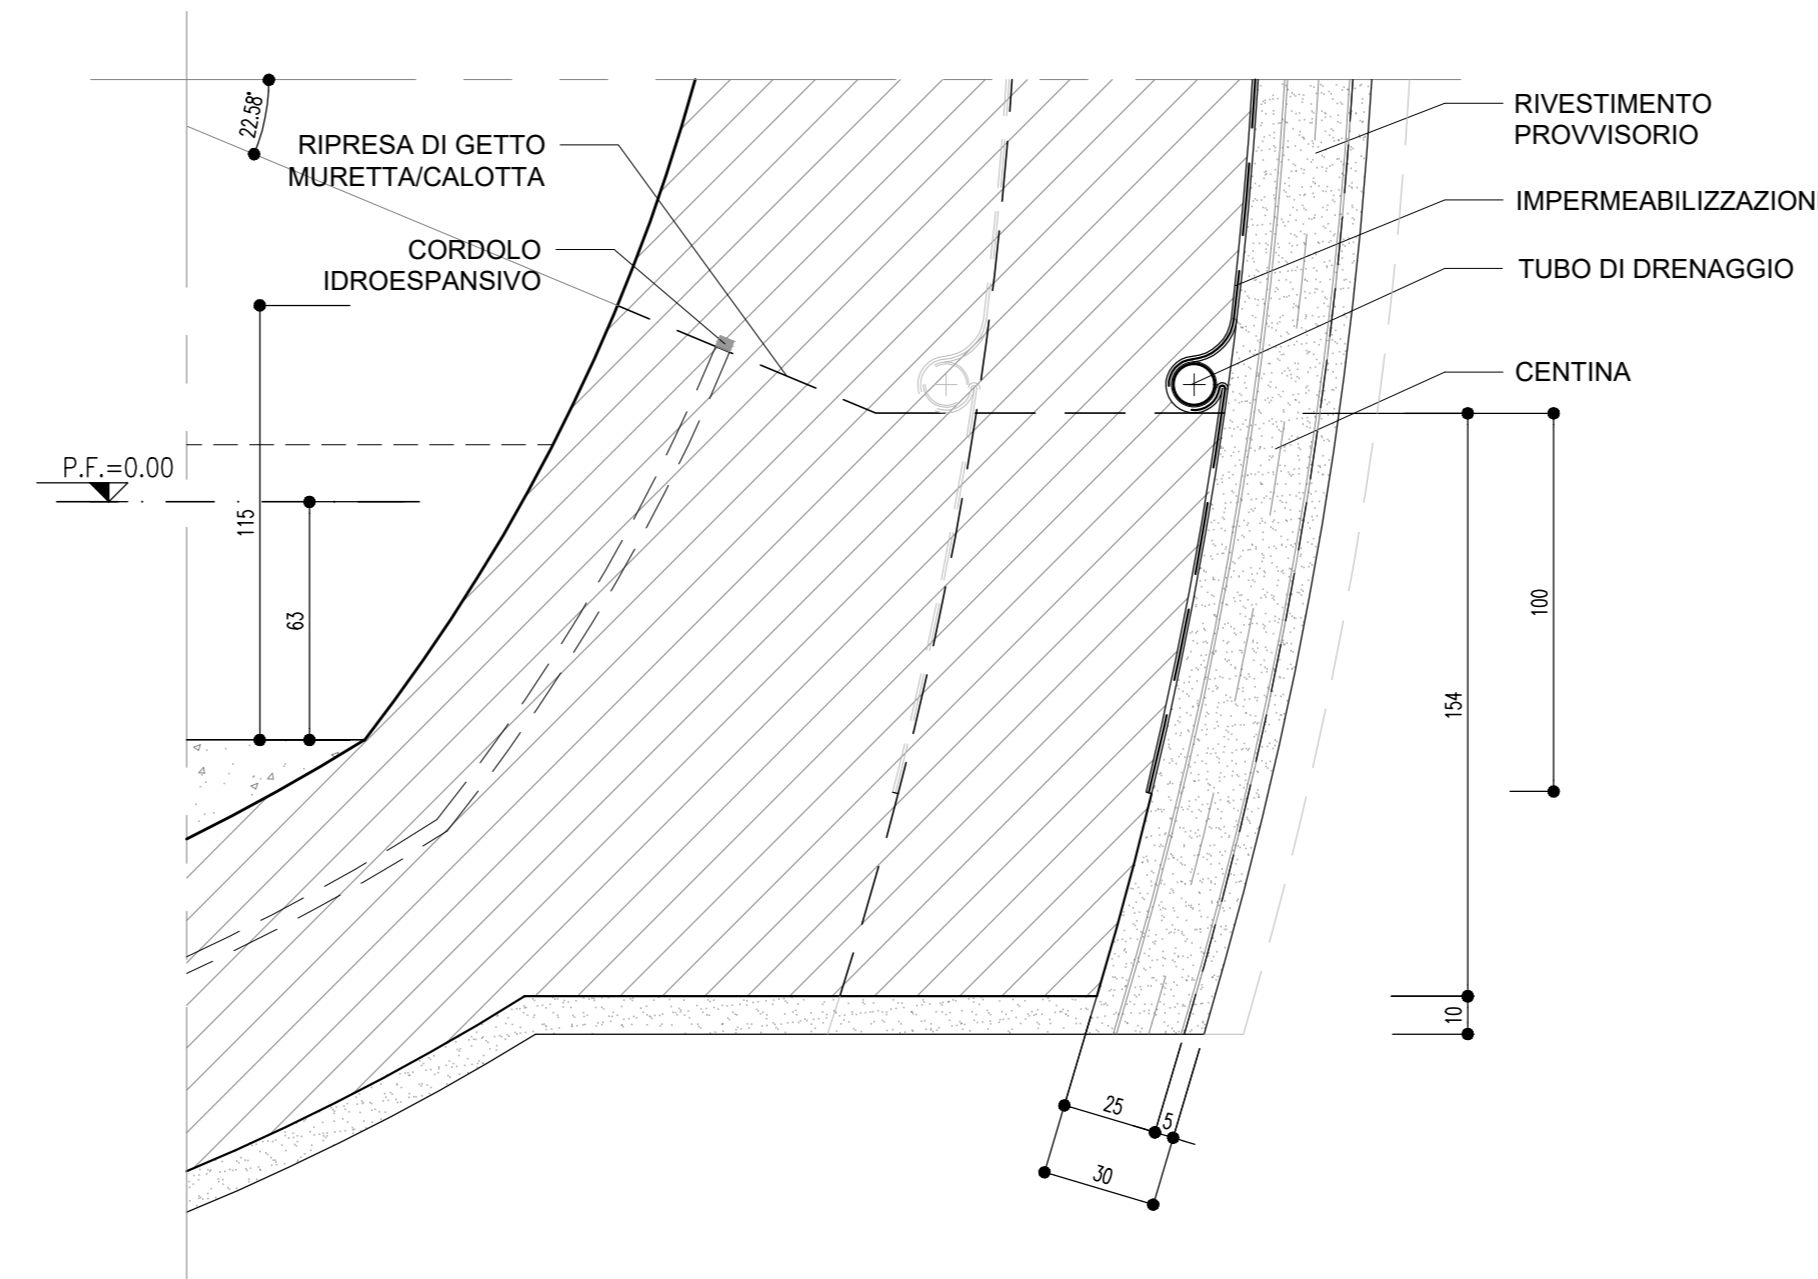 22.58°
RIPRESA DI GETTO
MURETTA/CALOTTA
CORDOLO
IDROESPANSIVO
RIVESTIMENTO
PROVVISORIO
IMPERMEABILIZZAZION
TUBO DI DRENAGGIO
CENTINA
P.F.=0.00
115
63
100
154
10
25
5
30